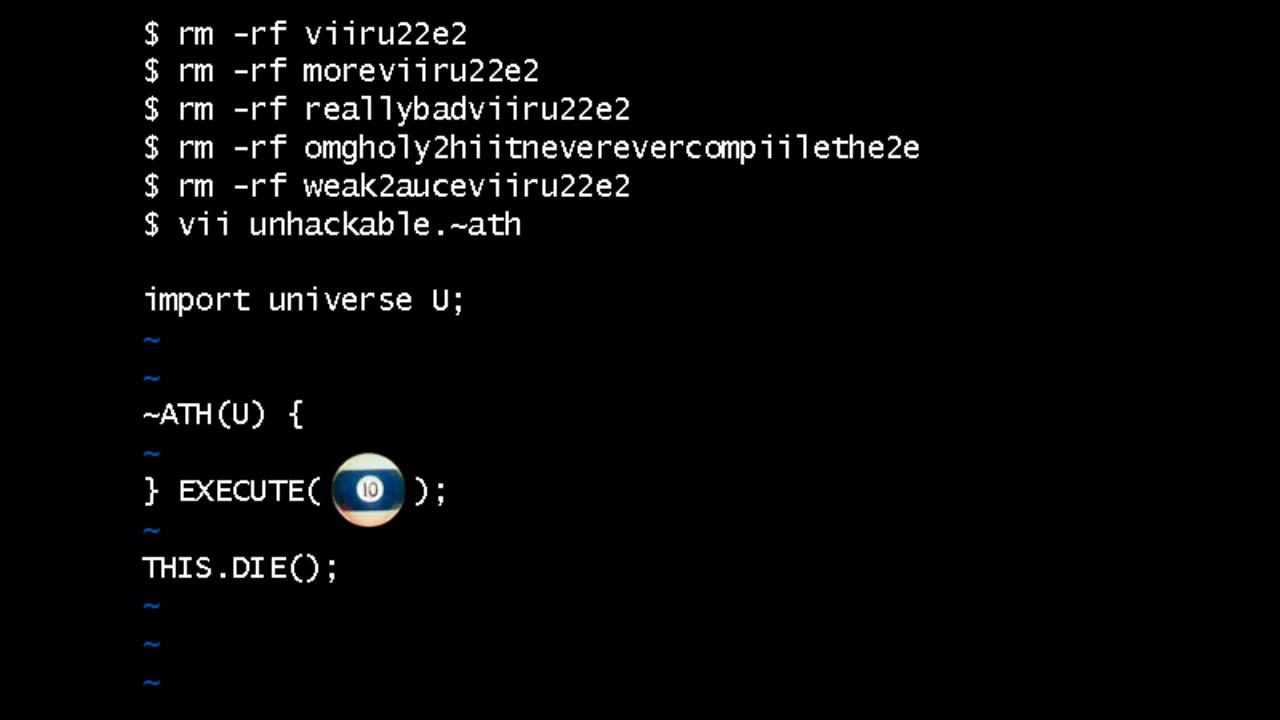 $ rm -rf viiru22e2
$ rm -rf moreviiru22e2
$ rm -rf reallybadviiru22e2
$ rm -rf omgholy2hiitneverevercompiilethe2e
$ rm -rf weak2auceviiru22e2
$ vii unhackable.~ath
import universe U;
~
~
~ATH(U) {
~
} EXECUTE( 10 );
~
THIS.DIE();
~
~
~